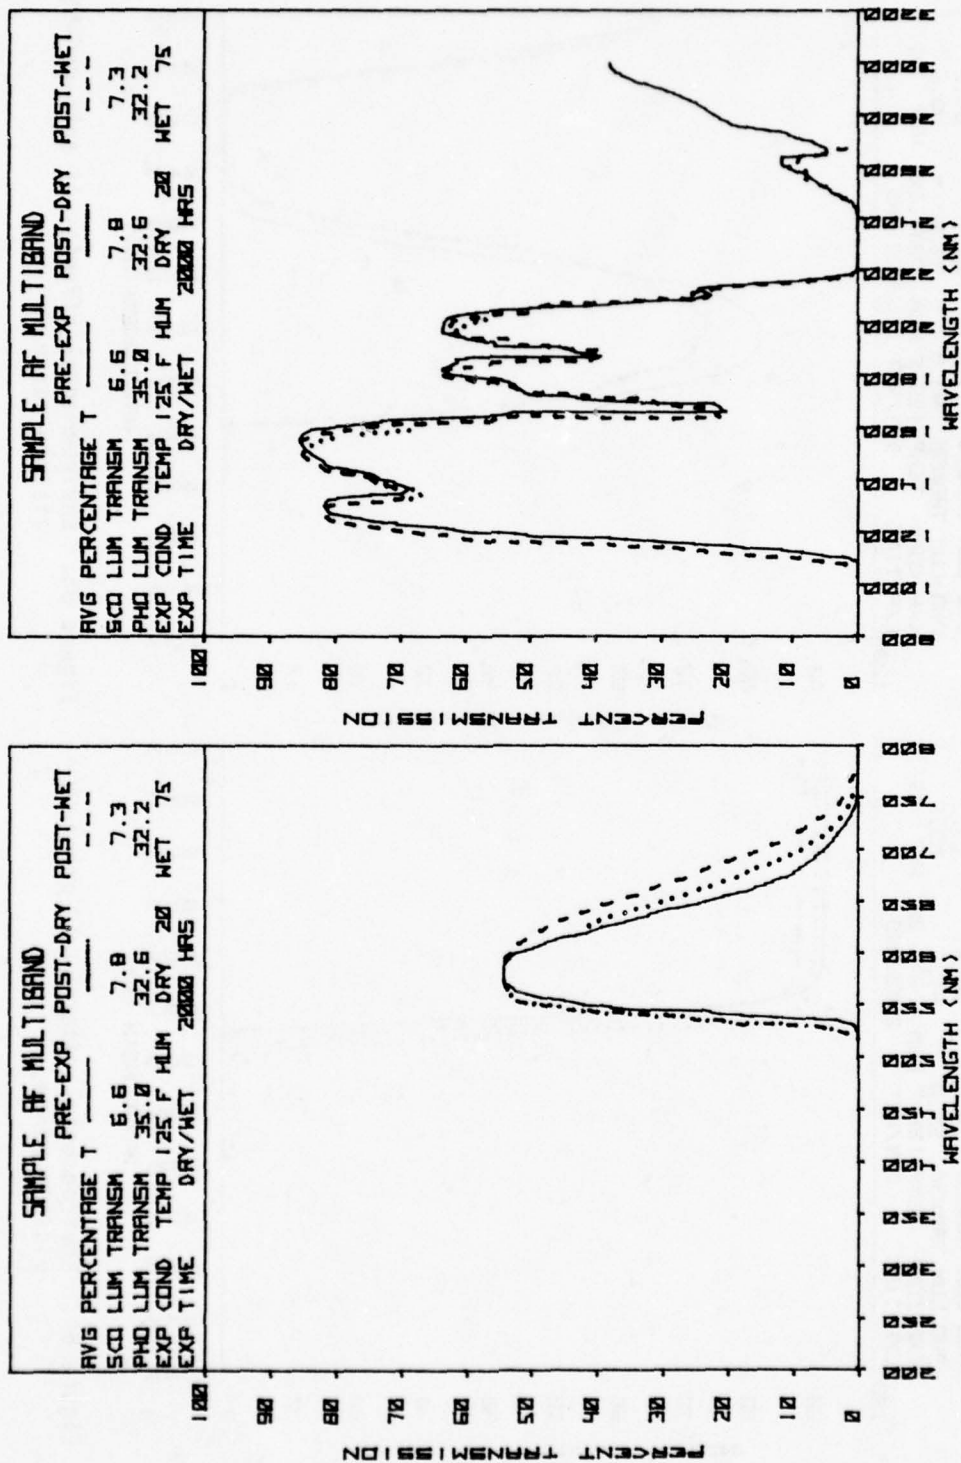 SAMPLE AF MULTIBAND
PRE-EXP POST-DRY POST-WET
AVG PERCENTAGE T
SCO LUM TRANSM 6.6 7.8 7.3
PHO LUM TRANSM 35.0 32.6 32.2
EXP COND TEMP 125 F HUM DRY 20 WET 75
EXP TIME DRY/WET 2000 HRS
100
90
80
70
60
50
40
30
20
10
0
PERCENT TRANSMISSION
200 250 300 350 400 450 500 550 600 650 700 750 800
WAVELENGTH (NM)
SAMPLE AF MULTIBAND
PRE-EXP POST-DRY POST-WET
AVG PERCENTAGE T
SCO LUM TRANSM 6.6 7.8 7.3
PHO LUM TRANSM 35.0 32.6 32.2
EXP COND TEMP 125 F HUM DRY 20 WET 75
EXP TIME DRY/WET 2000 HRS
100
90
80
70
60
50
40
30
20
10
0
PERCENT TRANSMISSION
800 1000 1200 1400 1600 1800 2000 2200 2400 2600 2800 3000 3200
WAVELENGTH (NM)